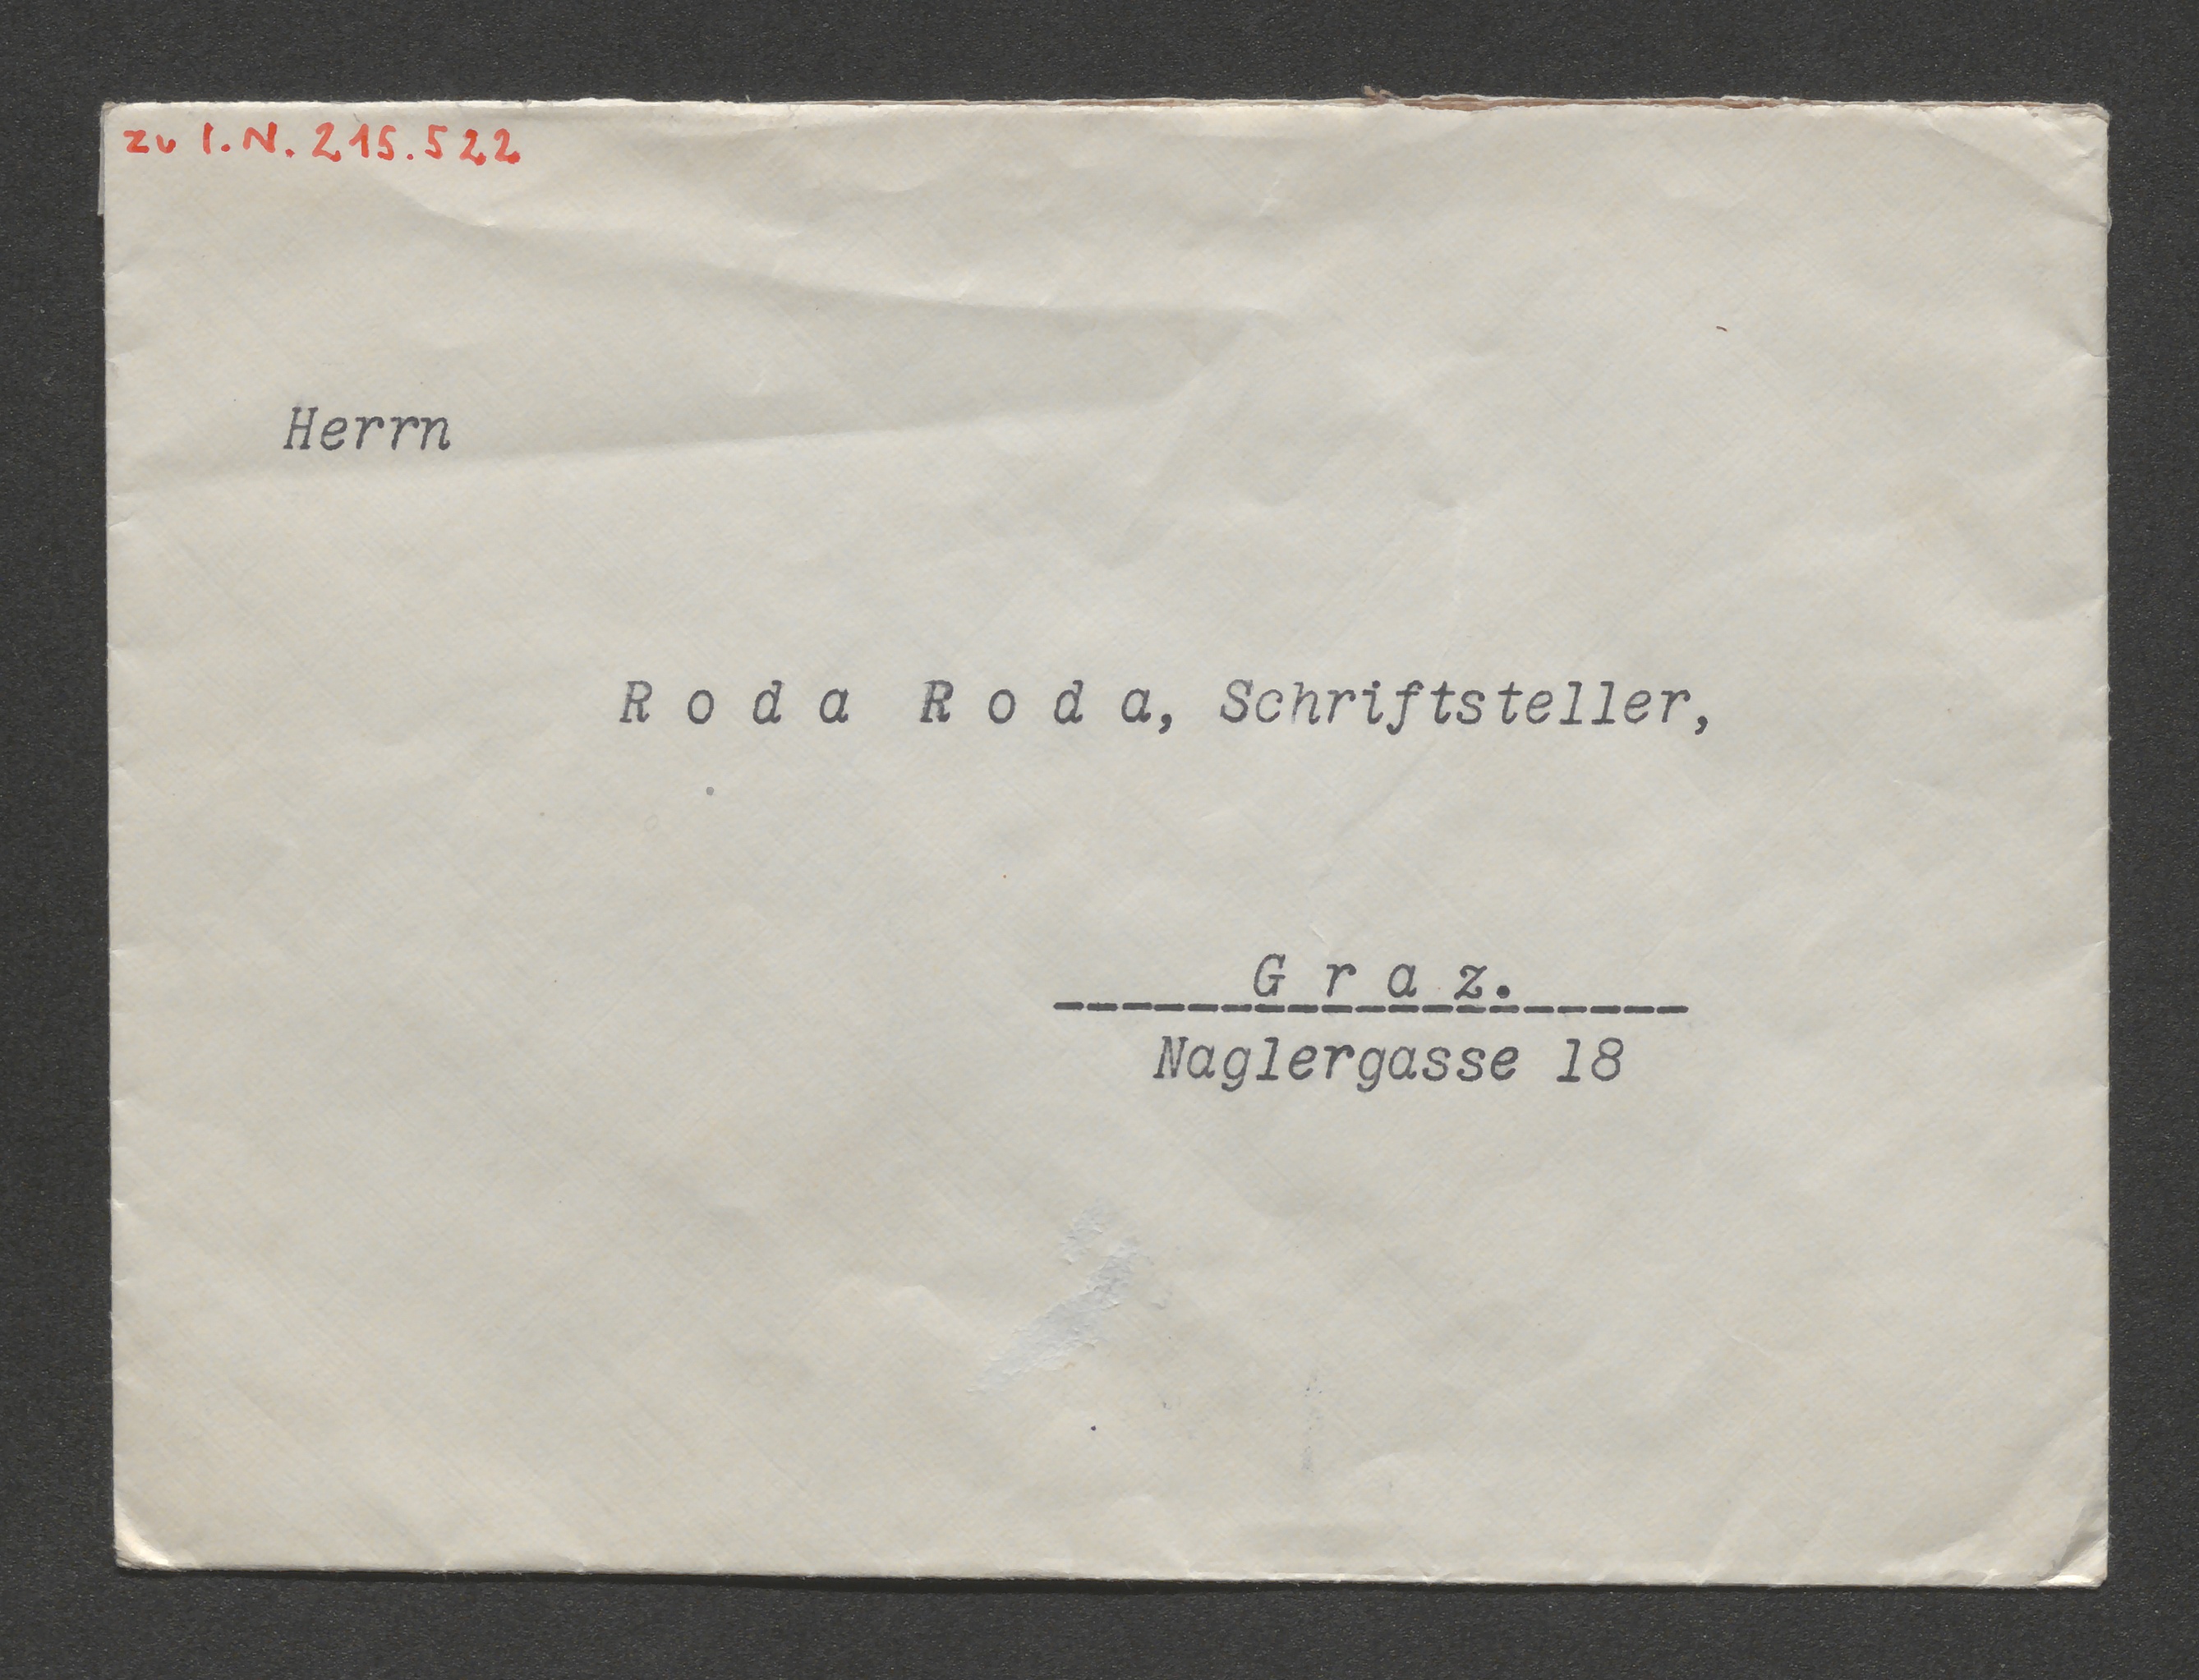 zu I.N. 215.522
Herrn
R o d a  R o d a, Schriftsteller,
G r a z.
Naglergasse 18